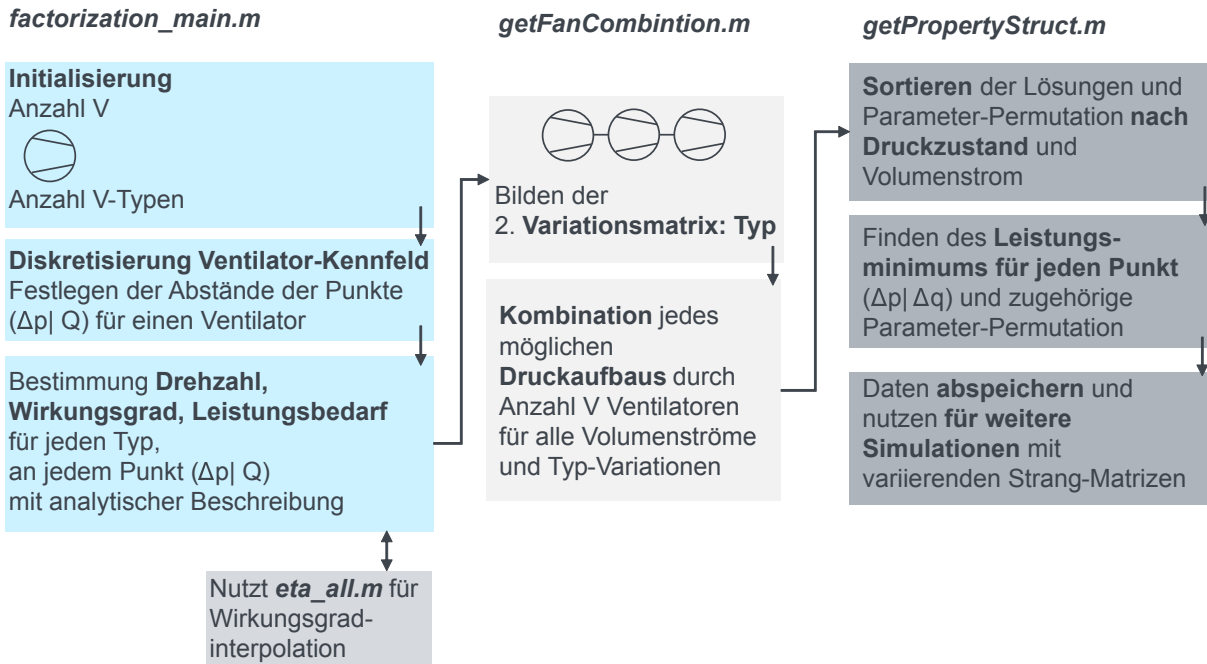 factorization_main.m
Initialisierung
Anzahl V
Anzahl V-Typen
Diskretisierung Ventilator-Kennfeld
Festlegen der Abstände der Punkte
(Δp| Q) für einen Ventilator
Bestimmung Drehzahl,
Wirkungsgrad, Leistungsbedarf
für jeden Typ,
an jedem Punkt (Δp| Q)
mit analytischer Beschreibung
Nutzt eta_all.m für
Wirkungsgrad-
interpolation
getFanCombintion.m
Bilden der
2. Variationsmatrix: Typ
Kombination jedes
möglichen
Druckaufbaus durch
Anzahl V Ventilatoren
für alle Volumenströme
und Typ-Variationen
getPropertyStruct.m
Sortieren der Lösungen und
Parameter-Permutation nach
Druckzustand und
Volumenstrom
Finden des Leistungs-
minimums für jeden Punkt
(Δp| Δq) und zugehörige
Parameter-Permutation
Daten abspeichern und
nutzen für weitere
Simulationen mit
variierenden Strang-Matrizen